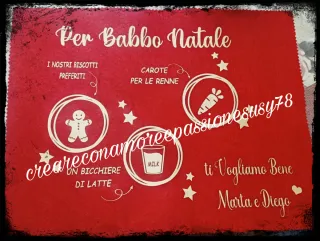 Per Babbo Natale
I NOSTRI BISCOTTI
PREFERITI
CAROTE
PER LE RENNE
creareconamoreepassionesusy78
UN BICCHIERE
DI LATTE
MILK
ti Vogliamo Bene
Marta e Diego